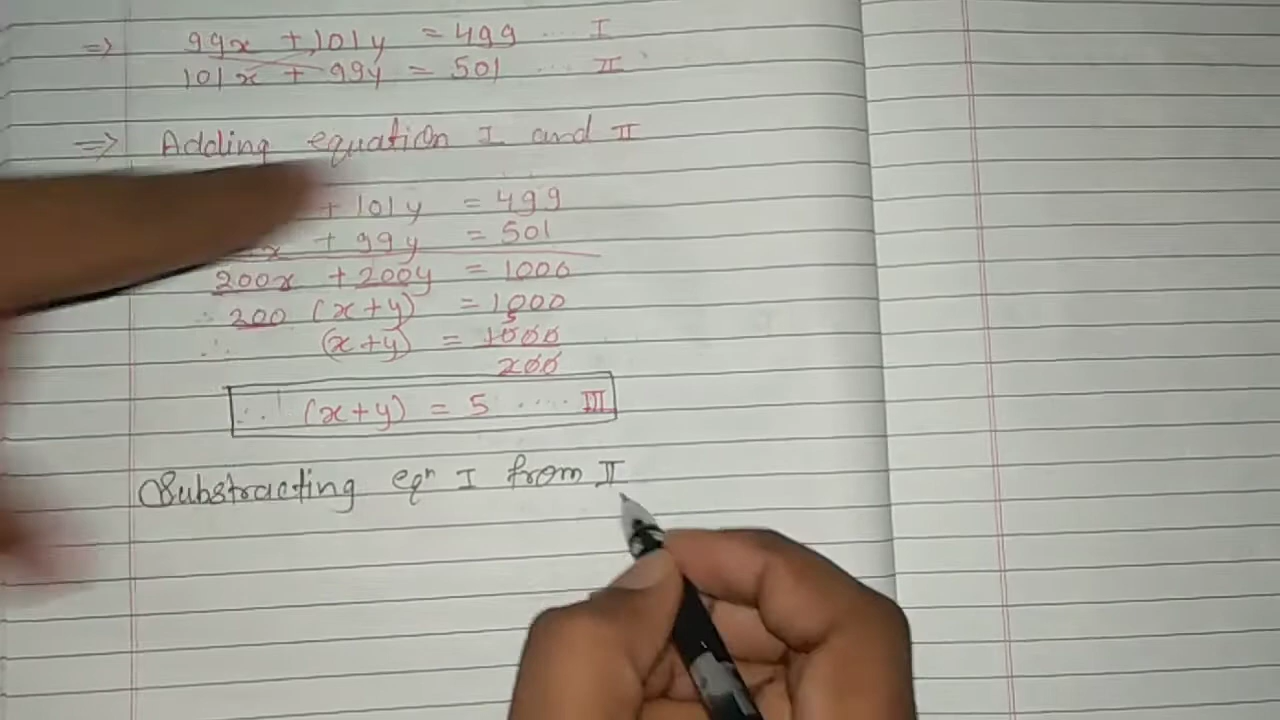 => 99x + 101y = 499 .... I
101x + 99y = 501 ... II
=> Adding equation I and II
+ 101y = 499
x + 99y = 501
200x + 200y = 1000
∴ 200 (x+y) = 1000
∴ (x+y) = 1000
5
200
∴ (x+y) = 5 .... III
Substracting eqⁿ I from II